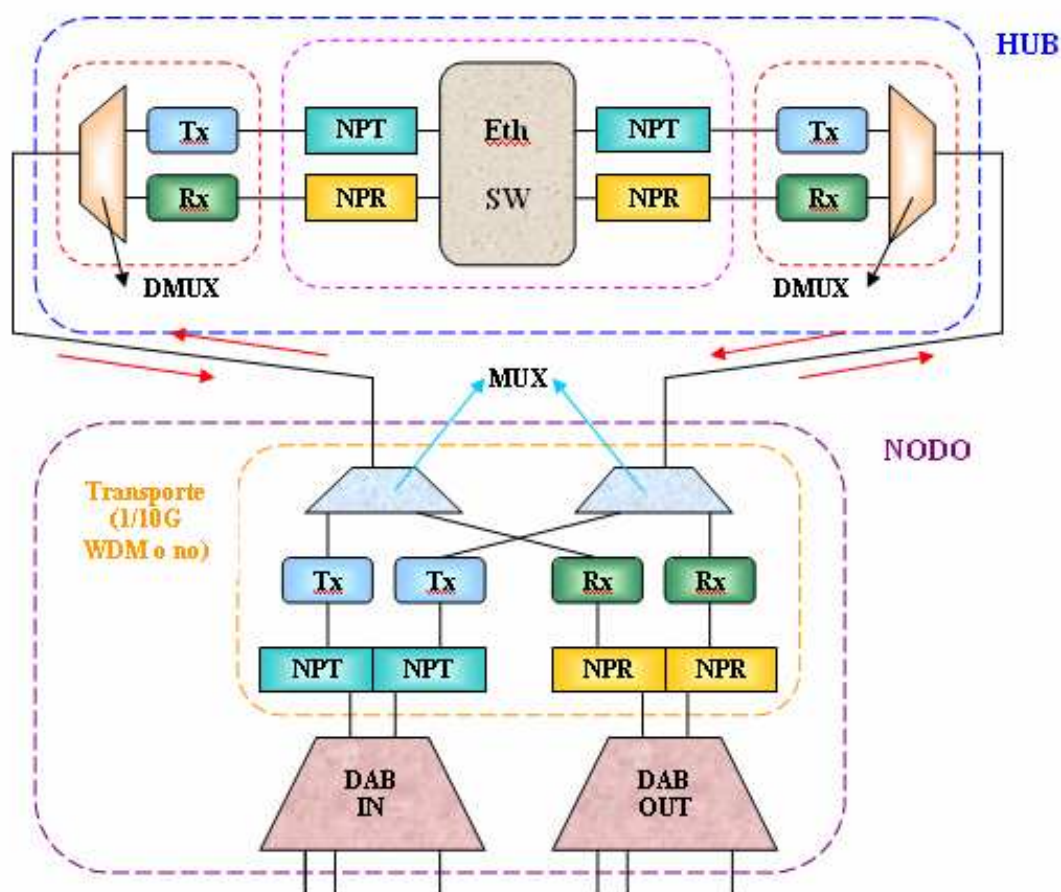 HUB
Tx
NPT
Eth
NPT
Tx
Rx
NPR
SW
NPR
Rx
DMUX
DMUX
MUX
NODO
Transporte
(1/10G
WDM o no)
Tx
Tx
Rx
Rx
NPT
NPT
NPR
NPR
DAB
IN
DAB
OUT